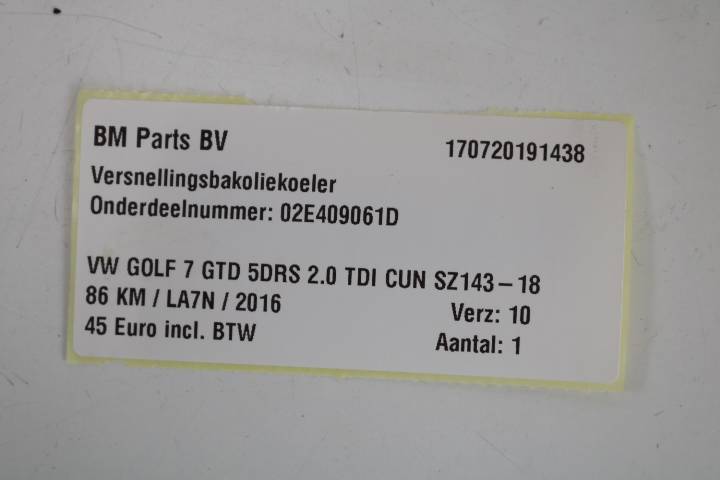 BM Parts BV 170720191438
Versnellingsbakoliekoeler
Onderdeelnummer: 02E409061D
VW GOLF 7 GTD 5DRS 2.0 TDI CUN SZ143-18
86 KM / LA7N / 2016 Verz: 10
45 Euro incl. BTW Aantal: 1